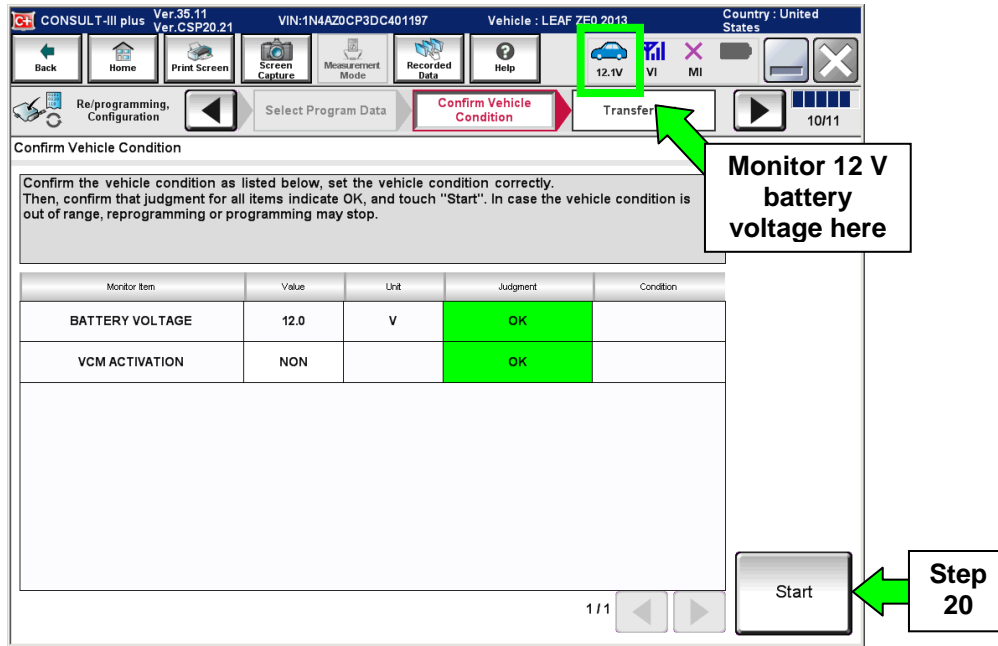 C+ CONSULT-III plus Ver.35.11 Ver.CSP20.21 VIN:1N4AZ0CP3DC401197 Vehicle : LEAF ZE0 2013 Country : United States
Back Home Print Screen Screen Capture Measurement Mode Recorded Data Help 12.1V VI MI
Re/programming, Configuration Select Program Data Confirm Vehicle Condition Transfer 10/11
Confirm Vehicle Condition
Monitor 12 V
battery
voltage here
Confirm the vehicle condition as listed below, set the vehicle condition correctly.
Then, confirm that judgment for all items indicate OK, and touch "Start". In case the vehicle condition is
out of range, reprogramming or programming may stop.
Monitor Item Value Unit Judgment Condition
BATTERY VOLTAGE 12.0 V OK
VCM ACTIVATION NON OK
Start
Step
20
1/1